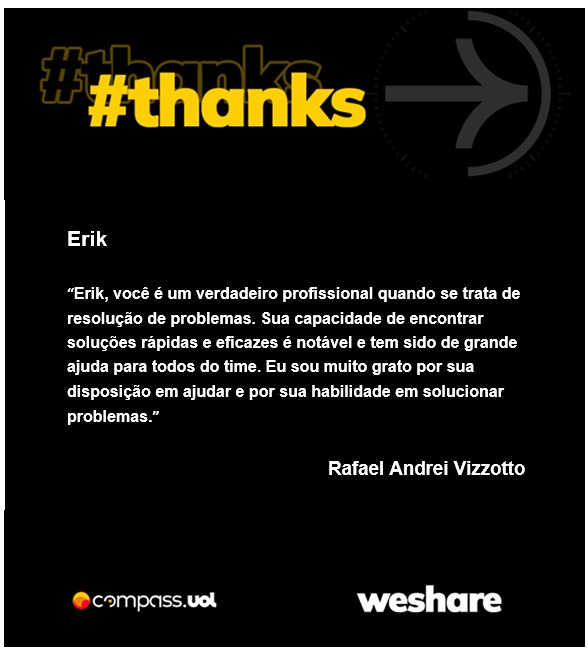 #thanks
#thanks
Erik
“Erik, você é um verdadeiro profissional quando se trata de
resolução de problemas. Sua capacidade de encontrar
soluções rápidas e eficazes é notável e tem sido de grande
ajuda para todos do time. Eu sou muito grato por sua
disposição em ajudar e por sua habilidade em solucionar
problemas.”
Rafael Andrei Vizzotto
compass.uol
weshare